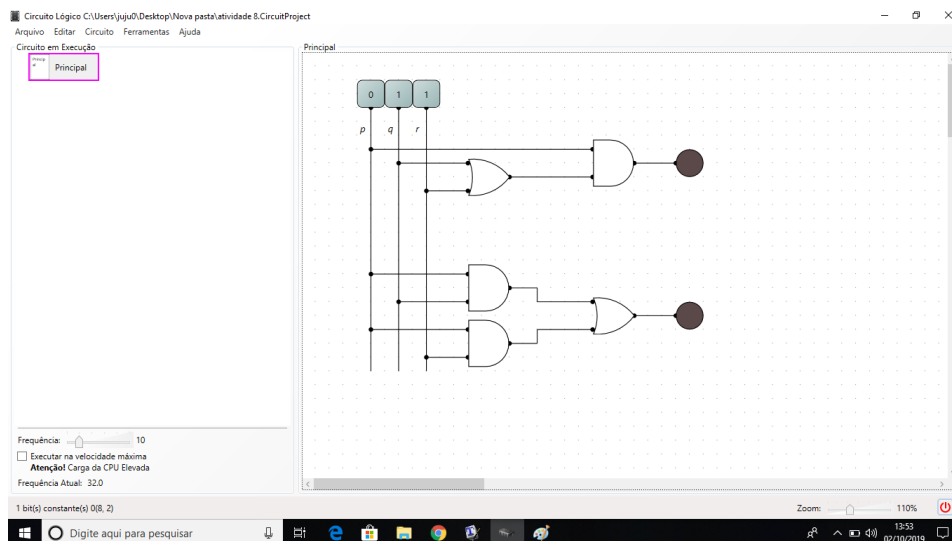 Circuito Lógico C:\Users\juju0\Desktop\Nova pasta\atividade 8.CircuitProject
Arquivo Editar Circuito Ferramentas Ajuda
Circuito em Execução
Principal
Principal
0 1 1
p q r
Frequência: 10
Executar na velocidade máxima
Atenção! Carga da CPU Elevada
Frequência Atual: 32.0
1 bit(s) constante(s) 0(8, 2)
Zoom: 110%
Digite aqui para pesquisar
13:53
02/10/2019